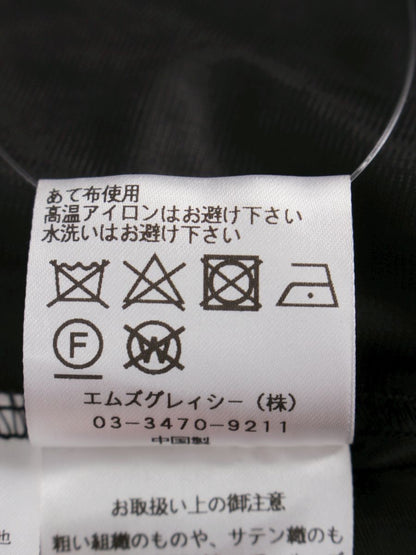 あて布使用
高温アイロンはお避け下さい
水洗いはお避け下さい
F W
エムズグレイシー（株）
03-3470-9211
中国製
お取扱い上の御注意
他 粗い組織のものや、サテン織のも